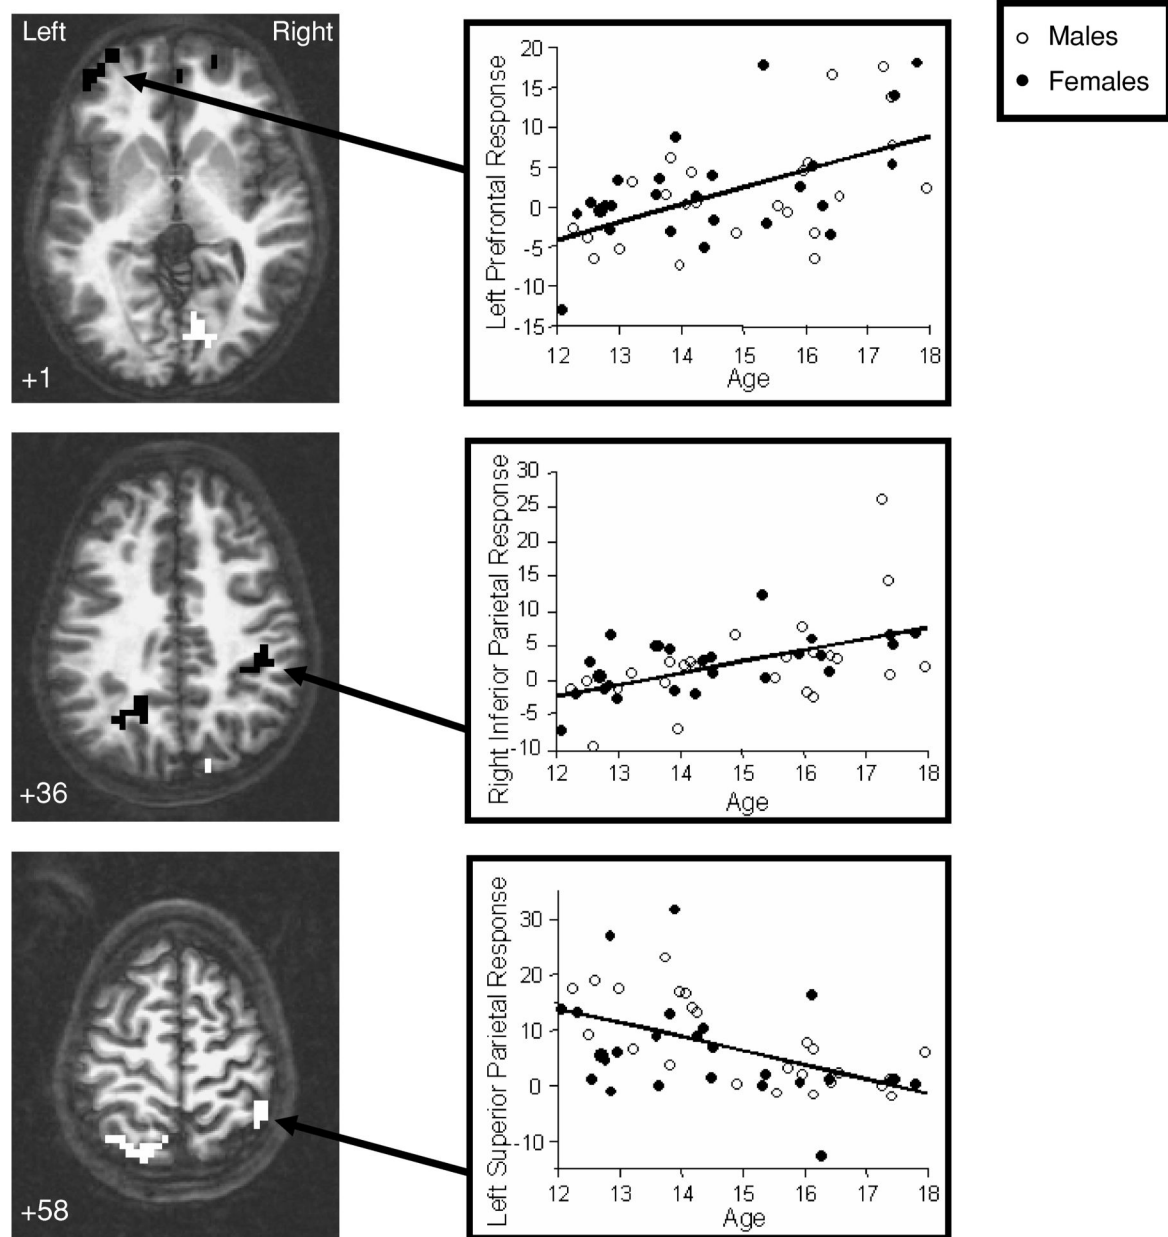 Left Right
+1
Left Prefrontal Response
20
15
10
5
0
-5
-10
-15
12 13 14 15 16 17 18
Age
Males
Females
+36
Right Inferior Parietal Response
30
25
20
15
10
5
0
-5
-10
12 13 14 15 16 17 18
Age
+58
Left Superior Parietal Response
30
20
10
0
-10
12 13 14 15 16 17 18
Age